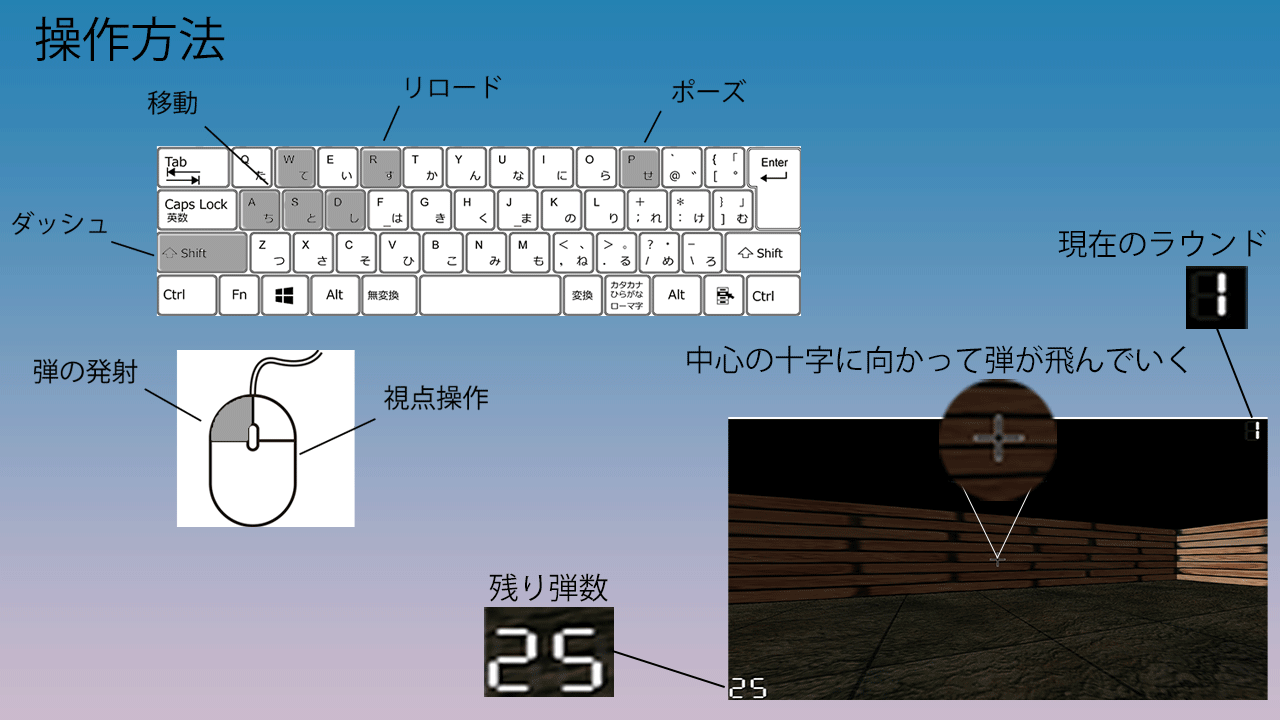 操作方法
移動
リロード
ポーズ
Tab
Q た
W て
E い
R す
T か
Y ん
U な
I に
O ら
P せ
` @ ゛
{ 「 [ ゜
Enter
Caps Lock 英数
A ち
S と
D し
F _は
G き
H く
J _ま
K の
L り
+ ; れ
* : け
} 」 ] む
ダッシュ
Shift
Z つ
X さ
C そ
V ひ
B こ
N み
M も
< 、 , ね
> 。 . る
? ・ / め
_ \ ろ
Shift
Ctrl
Fn
Alt
無変換
変換
カタカナ
ひらがな
ローマ字
Alt
Ctrl
現在のラウンド
1
弾の発射
視点操作
中心の十字に向かって弾が飛んでいく
1
残り弾数
25
25